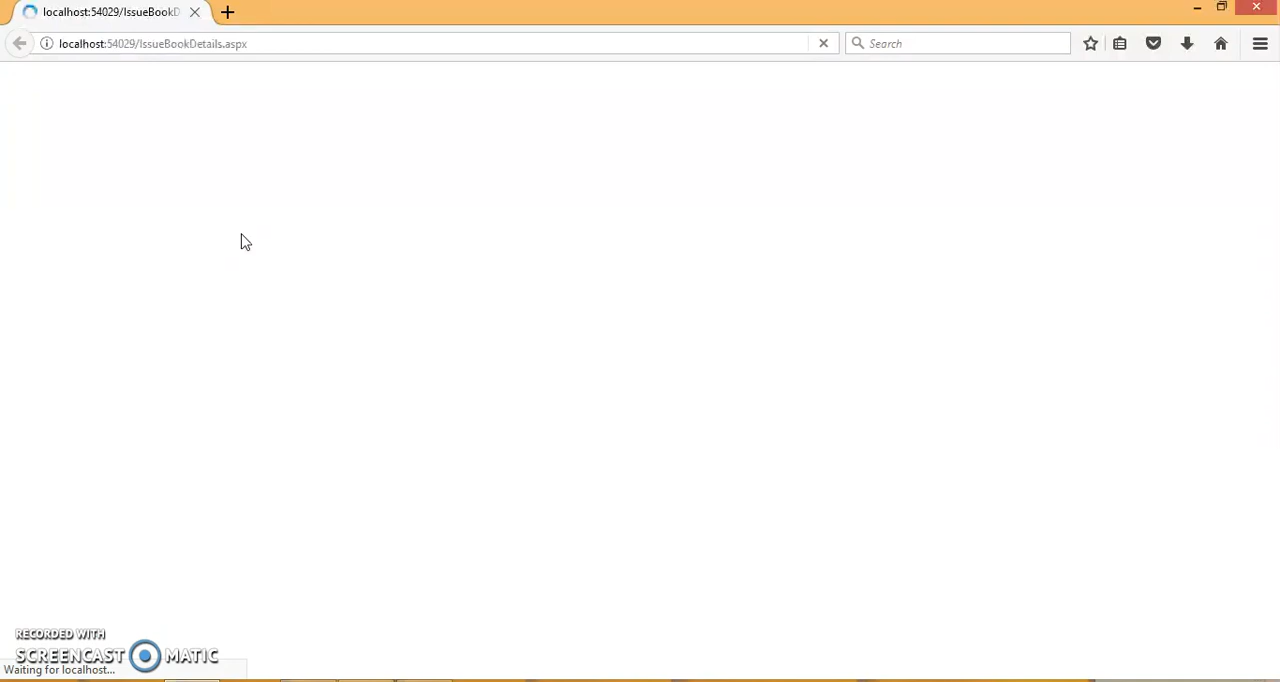 localhost:54029/IssueBookD
localhost:54029/IssueBookDetails.aspx
Search
RECORDED WITH
SCREENCAST MATIC
Waiting for localhost...